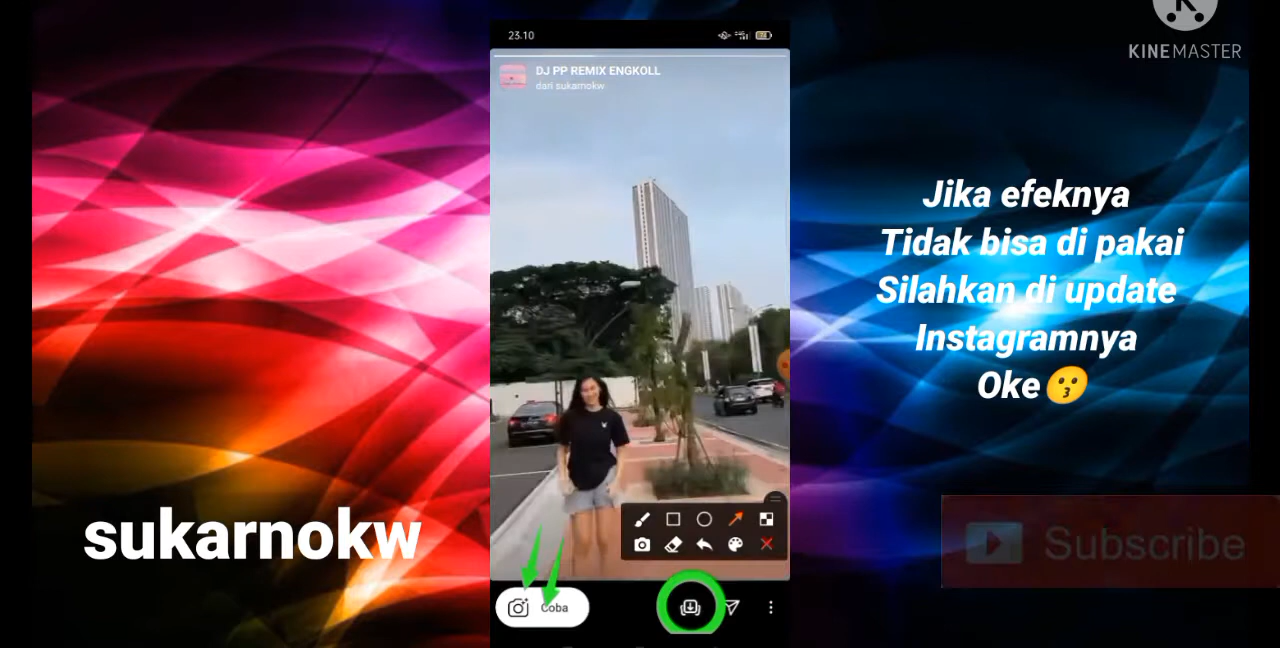 23.10
DJ PP REMIX ENGKOLL
dari sukarnokw
KINEMASTER
Jika efeknya
Tidak bisa di pakai
Silahkan di update
Instagramnya
Oke😗
sukarnokw
Subscribe
Coba